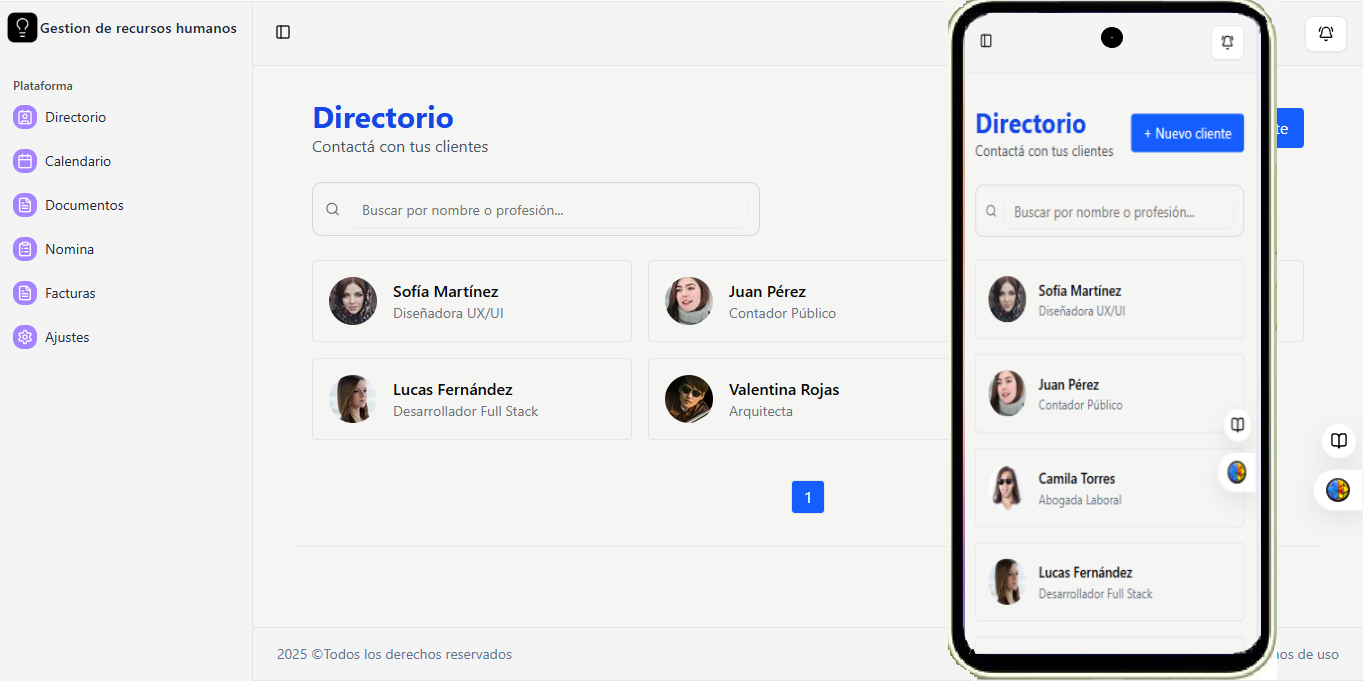 Gestion de recursos humanos
Plataforma
Directorio
Calendario
Documentos
Nomina
Facturas
Ajustes
Directorio
Contactá con tus clientes
Buscar por nombre o profesión...
Sofía Martínez
Diseñadora UX/UI
Juan Pérez
Contador Público
Lucas Fernández
Desarrollador Full Stack
Valentina Rojas
Arquitecta
1
2025 ©Todos los derechos reservados
de uso
Directorio
+ Nuevo cliente
Contactá con tus clientes
Buscar por nombre o profesión...
Sofía Martínez
Diseñadora UX/UI
Juan Pérez
Contador Público
Camila Torres
Abogada Laboral
Lucas Fernández
Desarrollador Full Stack